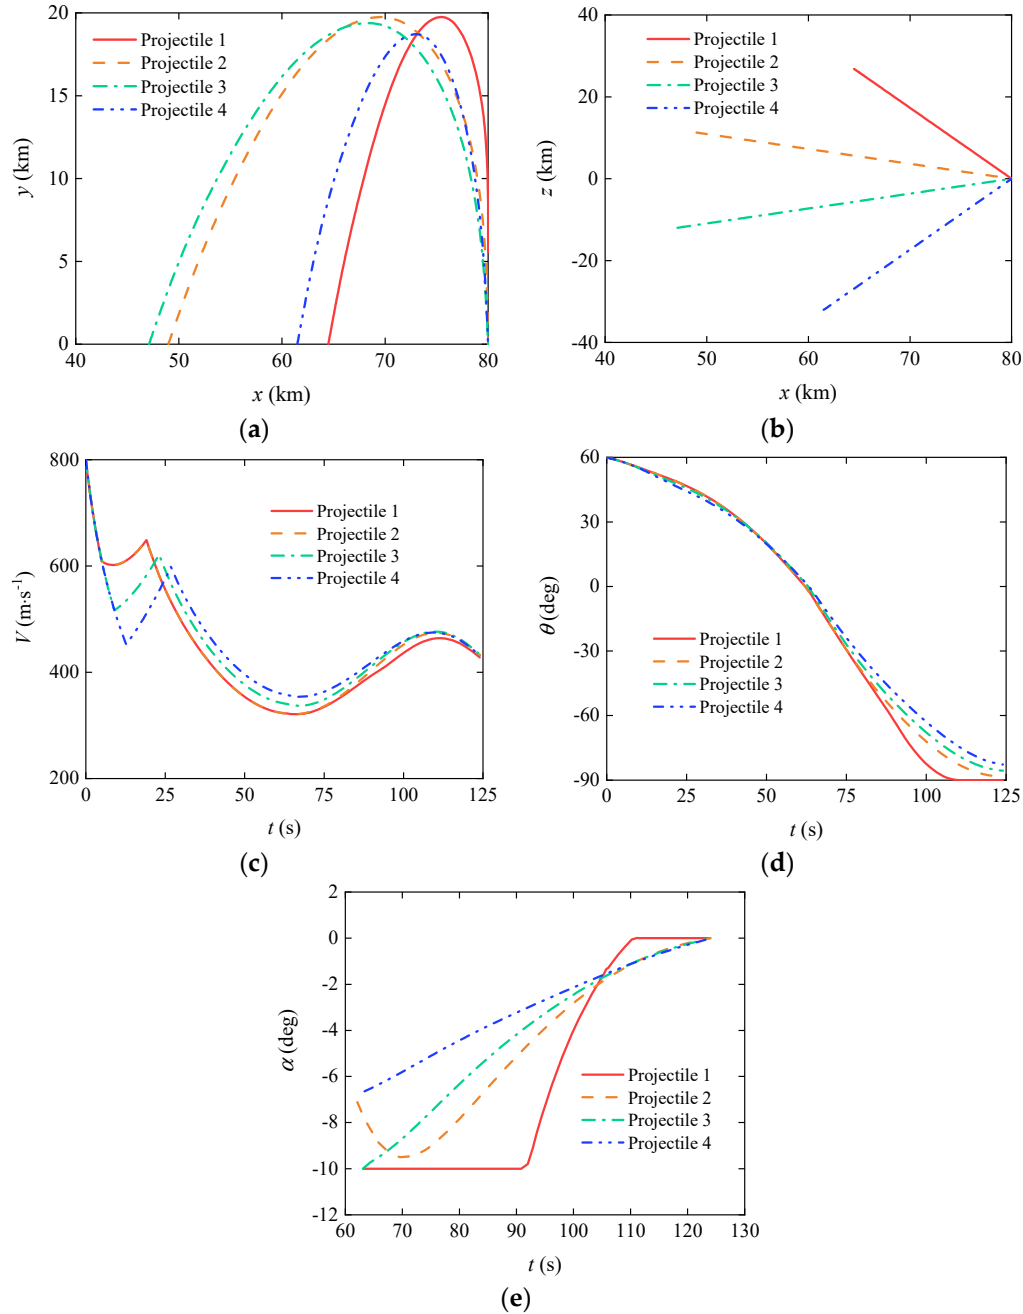 20
15
10
5
0
y (km)
Projectile 1
Projectile 2
Projectile 3
Projectile 4
40 50 60 70 80
x (km)
(a)
40
20
0
-20
-40
z (km)
Projectile 1
Projectile 2
Projectile 3
Projectile 4
40 50 60 70 80
x (km)
(b)
800
600
400
200
V (m·s⁻¹)
Projectile 1
Projectile 2
Projectile 3
Projectile 4
0 25 50 75 100 125
t (s)
(c)
60
30
0
-30
-60
-90
θ (deg)
Projectile 1
Projectile 2
Projectile 3
Projectile 4
0 25 50 75 100 125
t (s)
(d)
2
0
-2
-4
-6
-8
-10
-12
α (deg)
Projectile 1
Projectile 2
Projectile 3
Projectile 4
60 70 80 90 100 110 120 130
t (s)
(e)